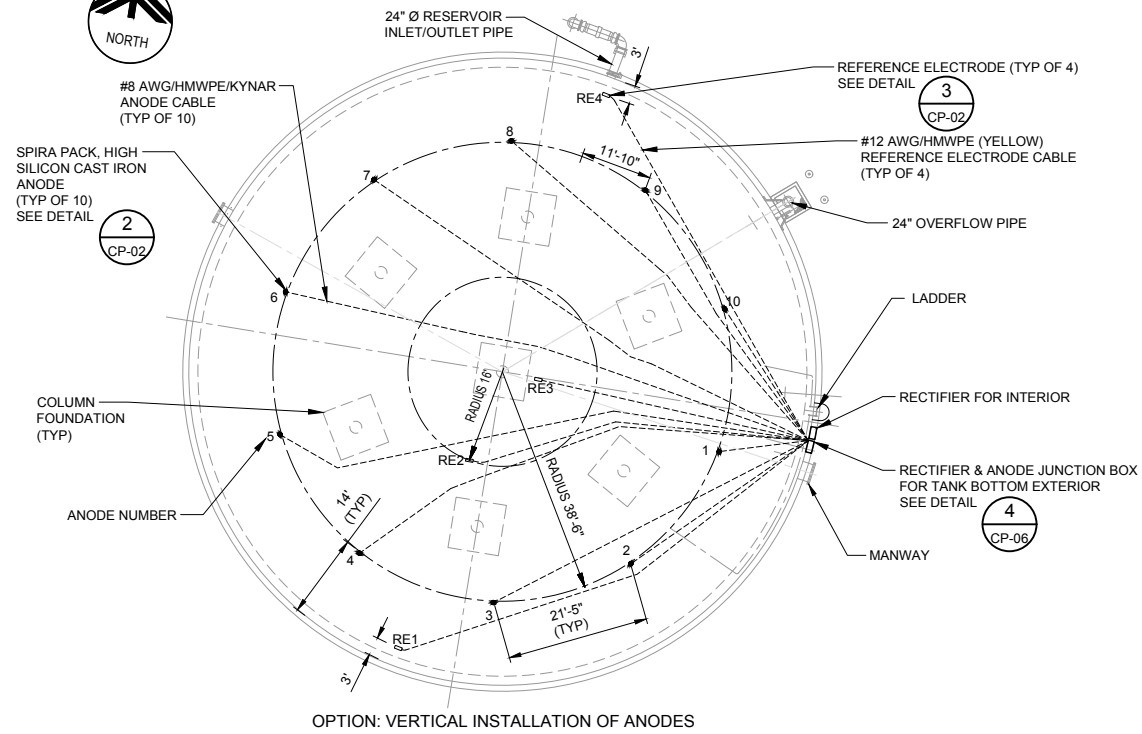 NORTH
24" Ø RESERVOIR
INLET/OUTLET PIPE
3'
REFERENCE ELECTRODE (TYP OF 4)
SEE DETAIL
3
CP-02
RE4
#8 AWG/HMWPE/KYNAR
ANODE CABLE
(TYP OF 10)
#12 AWG/HMWPE (YELLOW)
REFERENCE ELECTRODE CABLE
(TYP OF 4)
8
11'-10"
SPIRA PACK, HIGH
SILICON CAST IRON
ANODE
(TYP OF 10)
SEE DETAIL
2
CP-02
7
9
24" OVERFLOW PIPE
6
10
LADDER
RE3
RADIUS 16'
COLUMN
FOUNDATION
(TYP)
RECTIFIER FOR INTERIOR
5
RE2
1
RADIUS 38'-6"
RECTIFIER & ANODE JUNCTION BOX
FOR TANK BOTTOM EXTERIOR
SEE DETAIL
4
CP-06
ANODE NUMBER
14'
(TYP)
4
2
MANWAY
3
21'-5"
(TYP)
RE1
3'
OPTION: VERTICAL INSTALLATION OF ANODES